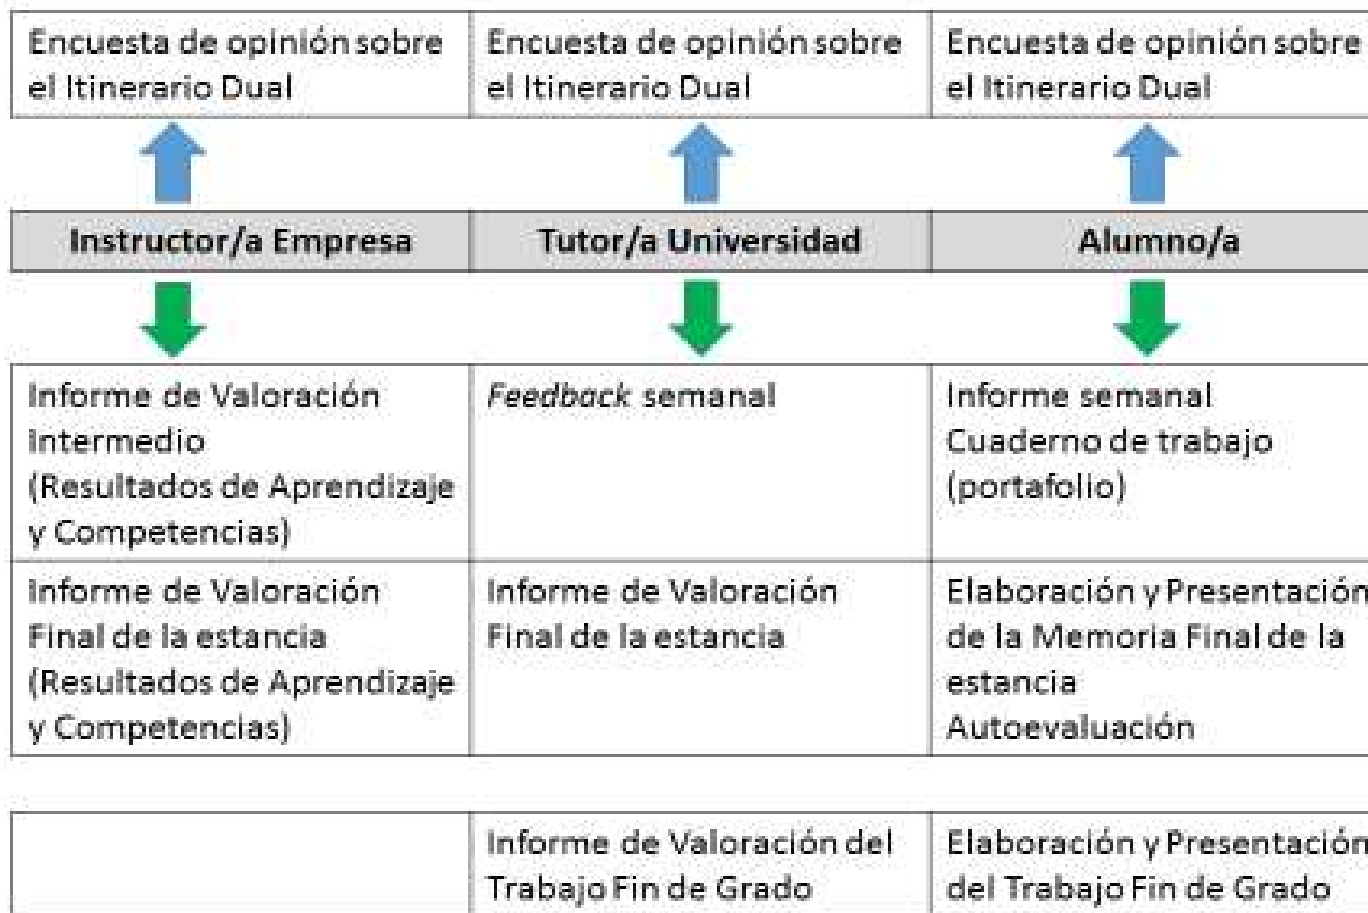 Encuesta de opinión sobre
el Itinerario Dual
Encuesta de opinión sobre
el Itinerario Dual
Encuesta de opinión sobre
el Itinerario Dual
Instructor/a Empresa
Tutor/a Universidad
Alumno/a
Informe de Valoración
Intermedio
(Resultados de Aprendizaje
y Competencias)
Feedback semanal
Informe semanal
Cuaderno de trabajo
(portafolio)
Informe de Valoración
Final de la estancia
(Resultados de Aprendizaje
y Competencias)
Informe de Valoración
Final de la estancia
Elaboración y Presentación
de la Memoria Final de la
estancia
Autoevaluación
Informe de Valoración del
Trabajo Fin de Grado
Elaboración y Presentación
del Trabajo Fin de Grado